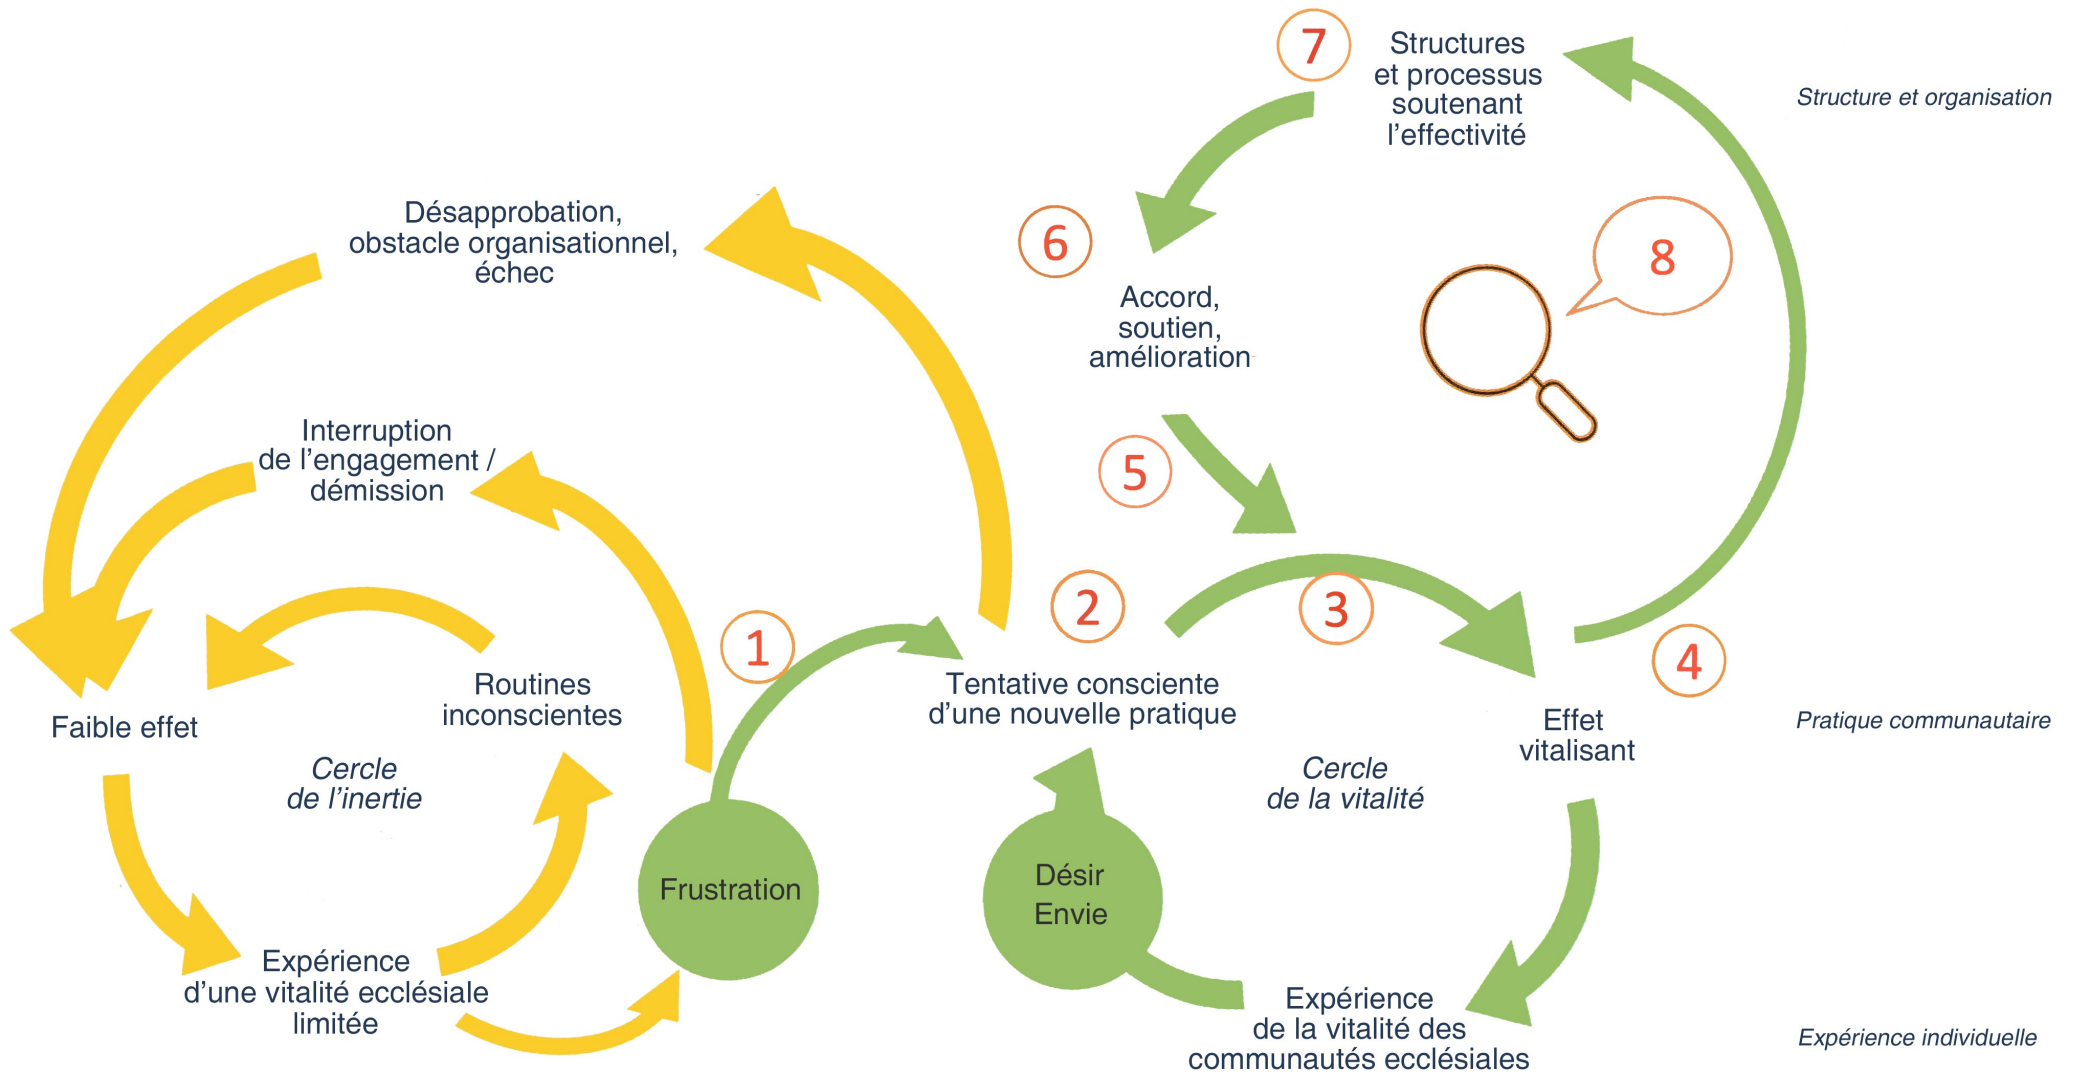 7
Structures
et processus
soutenant
l’effectivité
Structure et organisation
Désapprobation,
obstacle organisationnel,
échec
6
8
Accord,
soutien,
amélioration
Interruption
de l’engagement /
démission
5
1
2
3
4
Routines
inconscientes
Tentative consciente
d’une nouvelle pratique
Faible effet
Effet
vitalisant
Pratique communautaire
Cercle
de l’inertie
Cercle
de la vitalité
Frustration
Désir
Envie
Expérience
d’une vitalité ecclésiale
limitée
Expérience
de la vitalité des
communautés ecclésiales
Expérience individuelle